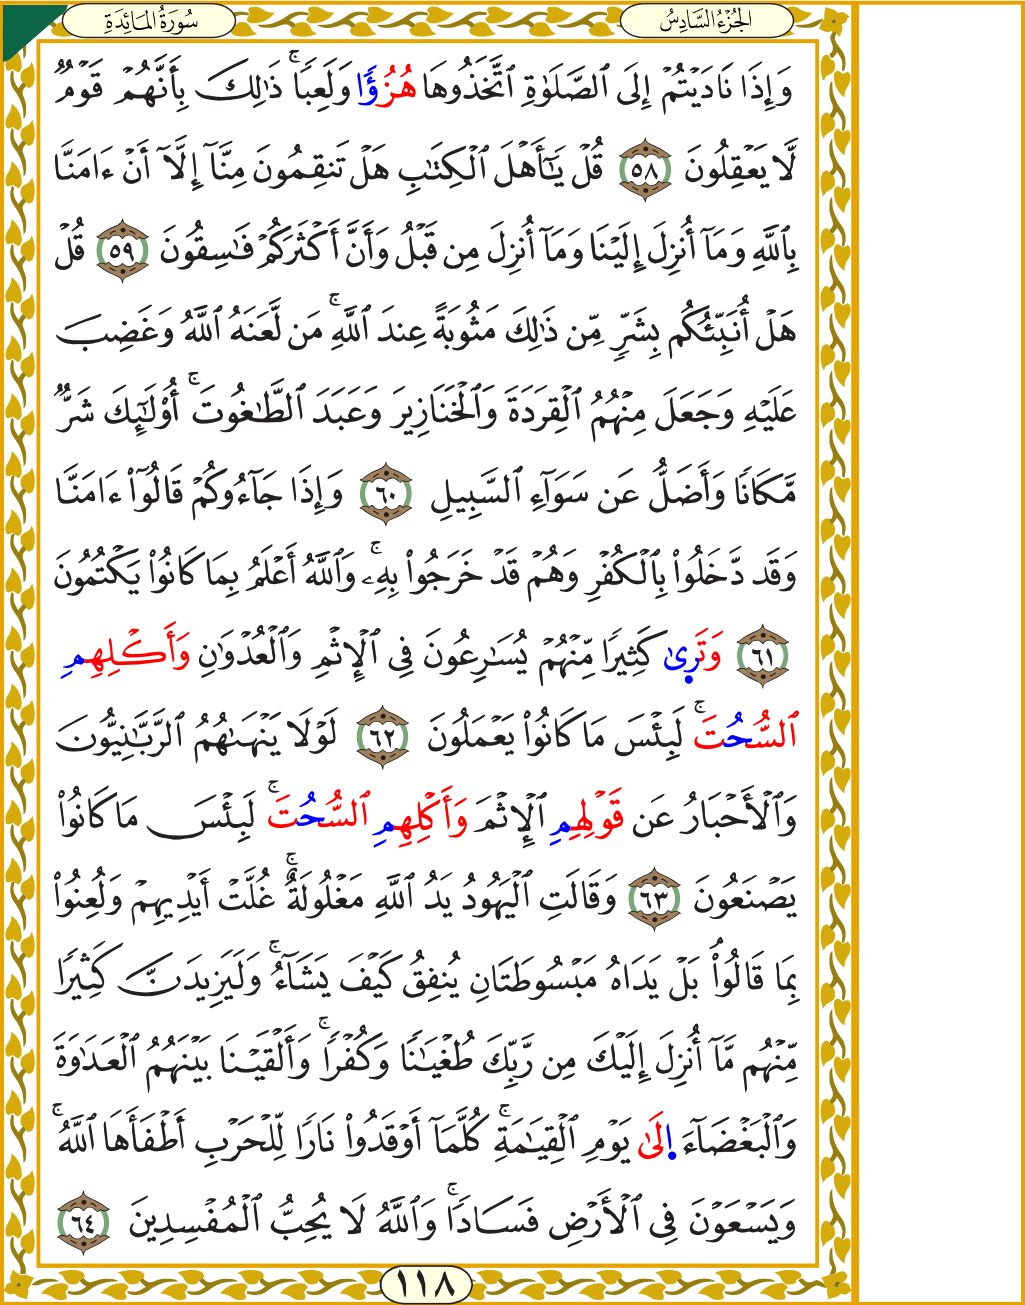 الجُزْءُ السَّادِسُ
سُورَةُ المَائِدَةِ
وَإِذَا نَادَيْتُمْ إِلَى ٱلصَّلَوٰةِ ٱتَّخَذُوهَا هُزُؤٗا وَلَعِبٗاۚ ذَٰلِكَ بِأَنَّهُمْ قَوْمٞ
لَّا يَعْقِلُونَ ٥٨ قُلْ يَٰٓأَهْلَ ٱلْكِتَٰبِ هَلْ تَنقِمُونَ مِنَّآ إِلَّآ أَنْ ءَامَنَّا
بِٱللَّهِ وَمَآ أُنزِلَ إِلَيْنَا وَمَآ أُنزِلَ مِن قَبْلُ وَأَنَّ أَكْثَرَكُمْ فَٰسِقُونَ ٥٩ قُلْ
هَلْ أُنَبِّئُكُم بِشَرّٖ مِّن ذَٰلِكَ مَثُوبَةً عِندَ ٱللَّهِۚ مَن لَّعَنَهُ ٱللَّهُ وَغَضِبَ
عَلَيْهِ وَجَعَلَ مِنْهُمُ ٱلْقِرَدَةَ وَٱلْخَنَازِيرَ وَعَبَدَ ٱلطَّٰغُوتَۚ أُوْلَٰٓئِكَ شَرّٞ
مَّكَانٗا وَأَضَلُّ عَن سَوَآءِ ٱلسَّبِيلِ ٦٠ وَإِذَا جَآءُوكُمْ قَالُوٓاْ ءَامَنَّا
وَقَد دَّخَلُواْ بِٱلْكُفْرِ وَهُمْ قَدْ خَرَجُواْ بِهِۦۚ وَٱللَّهُ أَعْلَمُ بِمَا كَانُواْ يَكْتُمُونَ
٦١ وَتَرٜىٰ كَثِيرٗا مِّنْهُمْ يُسَٰرِعُونَ فِي ٱلْإِثْمِ وَٱلْعُدْوَٰنِ وَأَكْلِهِمِ
ٱلسُّحُتَۚ لَبِئْسَ مَا كَانُواْ يَعْمَلُونَ ٦٢ لَوْلَا يَنْهَىٰهُمُ ٱلرَّبَّٰنِيُّونَ
وَٱلْأَحْبَارُ عَن قَوْلِهِمِ ٱلْإِثْمَ وَأَكْلِهِمِ ٱلسُّحُتَۚ لَبِئْسَ مَا كَانُواْ
يَصْنَعُونَ ٦٣ وَقَالَتِ ٱلْيَهُودُ يَدُ ٱللَّهِ مَغْلُولَةٌۚ غُلَّتْ أَيْدِيهِمْ وَلُعِنُواْ
بِمَا قَالُواْۘ بَلْ يَدَاهُ مَبْسُوطَتَانِ يُنفِقُ كَيْفَ يَشَآءُۚ وَلَيَزِيدَنَّ كَثِيرٗا
مِّنْهُم مَّآ أُنزِلَ إِلَيْكَ مِن رَّبِّكَ طُغْيَٰنٗا وَكُفْرٗاۚ وَأَلْقَيْنَا بَيْنَهُمُ ٱلْعَدَٰوَةَ
وَٱلْبَغْضَآءَ اِ۪لَىٰ يَوْمِ ٱلْقِيَٰمَةِۚ كُلَّمَآ أَوْقَدُواْ نَارٗا لِّلْحَرْبِ أَطْفَأَهَا ٱللَّهُۚ
وَيَسْعَوْنَ فِي ٱلْأَرْضِ فَسَادٗاۚ وَٱللَّهُ لَا يُحِبُّ ٱلْمُفْسِدِينَ ٦٤
١١٨